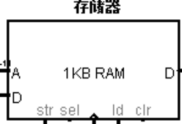 存储器
A 1KB RAM D
D
str sel ld clr